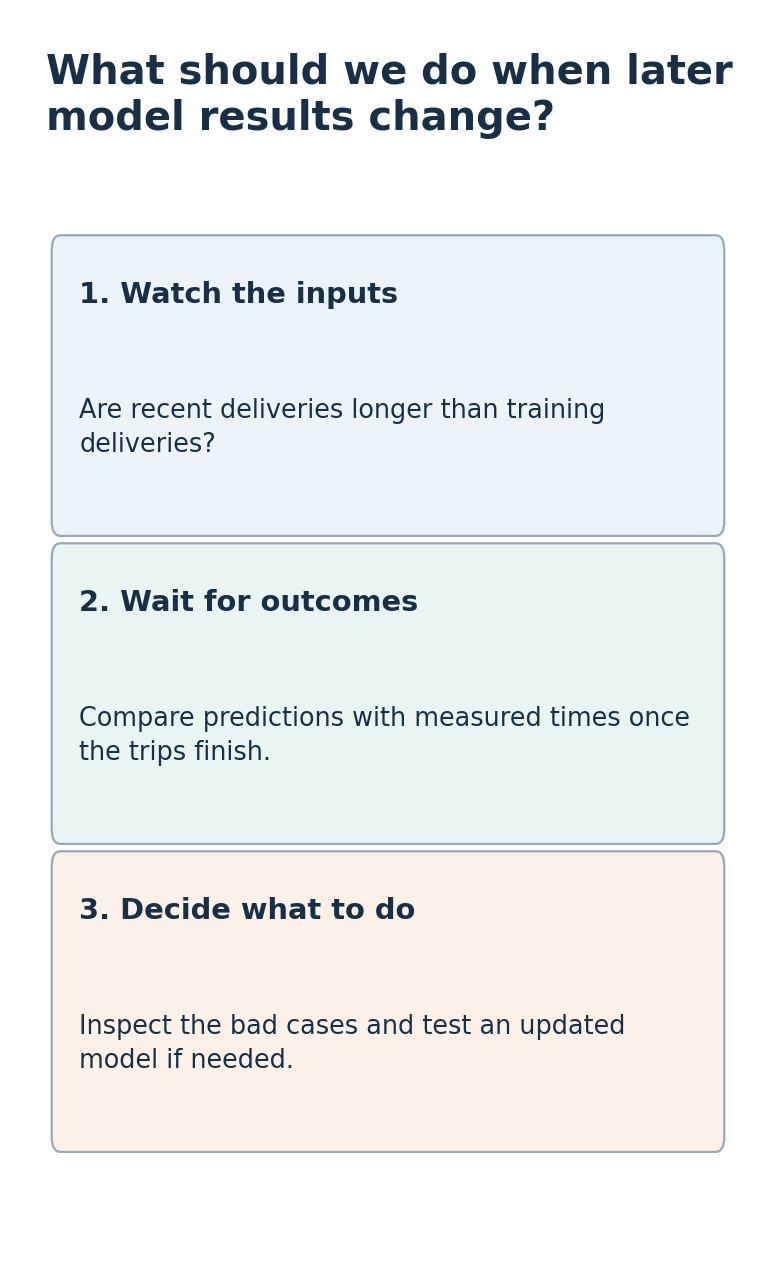 What should we do when later
model results change?
1. Watch the inputs
Are recent deliveries longer than training
deliveries?
2. Wait for outcomes
Compare predictions with measured times once
the trips finish.
3. Decide what to do
Inspect the bad cases and test an updated
model if needed.